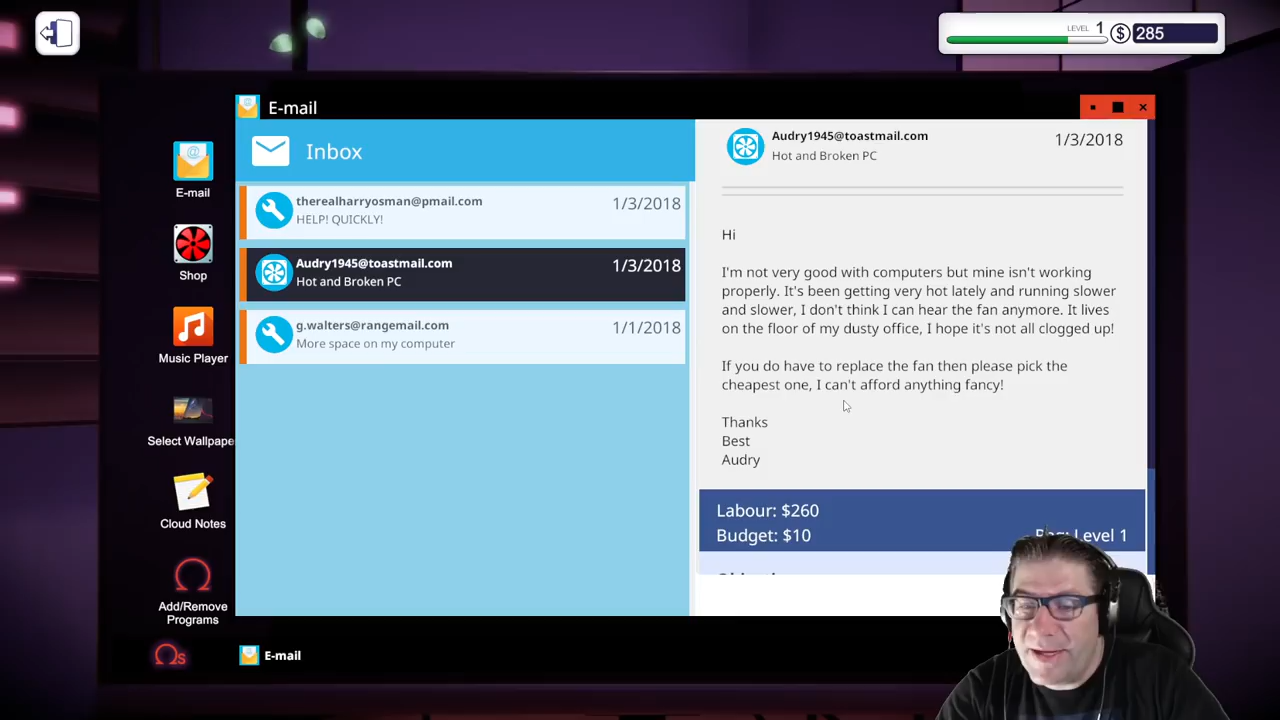 LEVEL 1
$ 285
E-mail
Inbox
therealharryosman@pmail.com 1/3/2018
HELP! QUICKLY!
Audry1945@toastmail.com 1/3/2018
Hot and Broken PC
g.walters@rangemail.com 1/1/2018
More space on my computer
E-mail
Shop
Music Player
Select Wallpape
Cloud Notes
Add/Remove
Programs
Audry1945@toastmail.com 1/3/2018
Hot and Broken PC
Hi
I'm not very good with computers but mine isn't working
properly. It's been getting very hot lately and running slower
and slower, I don't think I can hear the fan anymore. It lives
on the floor of my dusty office, I hope it's not all clogged up!
If you do have to replace the fan then please pick the
cheapest one, I can't afford anything fancy!
Thanks
Best
Audry
Labour: $260
Budget: $10
Level 1
Ωs
E-mail